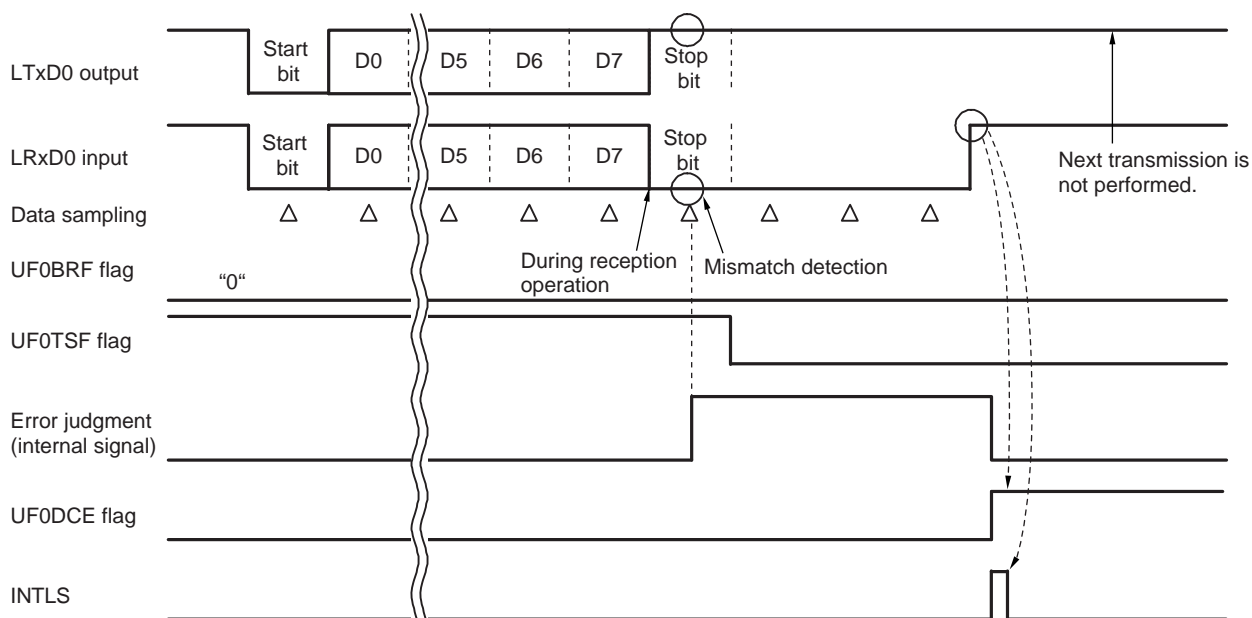 LTxD0 output
Start
bit
D0
D5
D6
D7
Stop
bit
LRxD0 input
Start
bit
D0
D5
D6
D7
Stop
bit
Next transmission is
not performed.
Data sampling
During reception
operation
Mismatch detection
UF0BRF flag
“0“
UF0TSF flag
Error judgment
(internal signal)
UF0DCE flag
INTLS